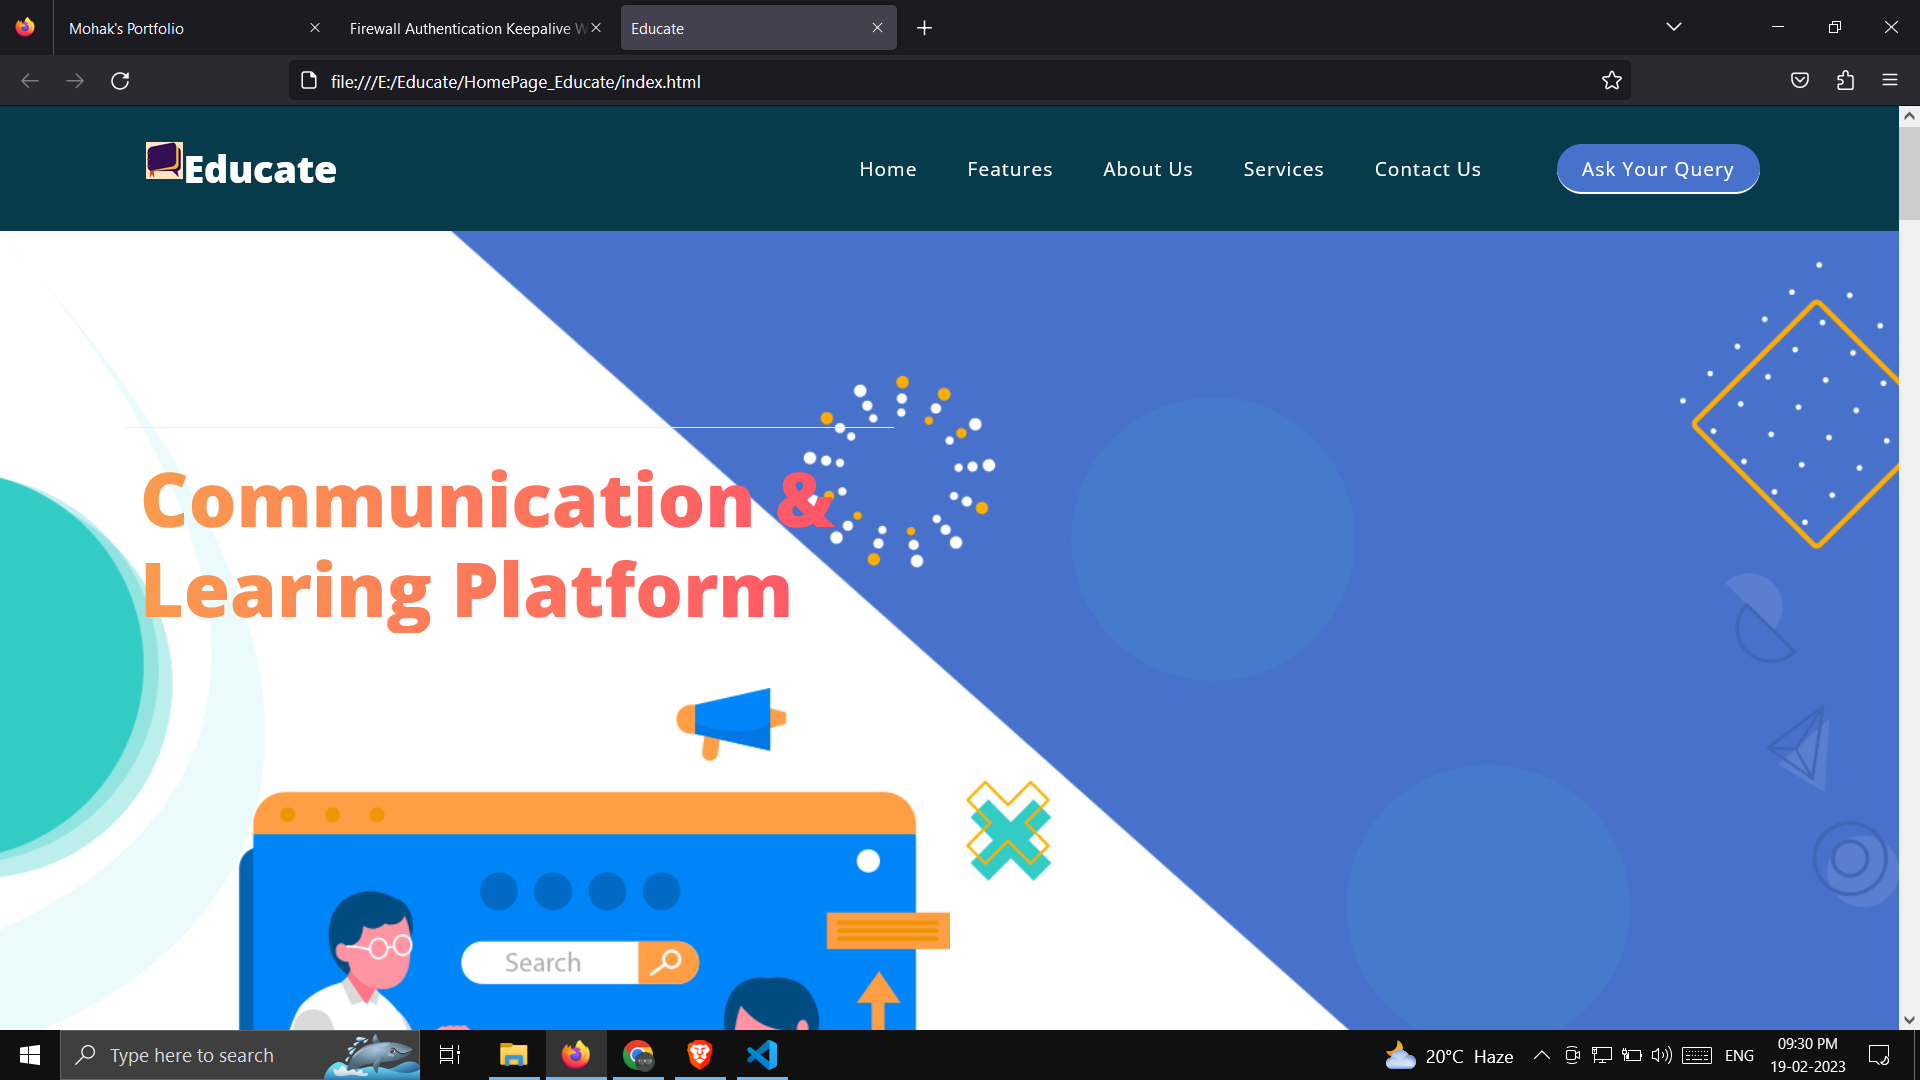 Mohak's Portfolio
Firewall Authentication Keepalive W
Educate
file:///E:/Educate/HomePage_Educate/index.html
Educate
Home Features About Us Services Contact Us Ask Your Query
Communication &
Learing Platform
Search
Type here to search
20°C Haze
ENG
09:30 PM
19-02-2023